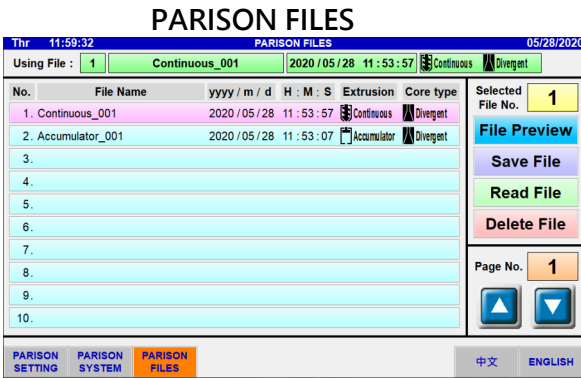 PARISON FILES
Thr 11:59:32 PARISON FILES 05/28/2020
Using File : 1 Continuous_001 2020 / 05 / 28 11 : 53 : 57 Continuous Divergent
No. File Name yyyy / m / d H : M : S Extrusion Core type
1. Continuous_001 2020 / 05 / 28 11 : 53 : 57 Continuous Divergent
2. Accumulator_001 2020 / 05 / 28 11 : 53 : 07 Accumulator Divergent
3.
4.
5.
6.
7.
8.
9.
10.
Selected File No. 1
File Preview
Save File
Read File
Delete File
Page No. 1
PARISON SETTING
PARISON SYSTEM
PARISON FILES
中文
ENGLISH